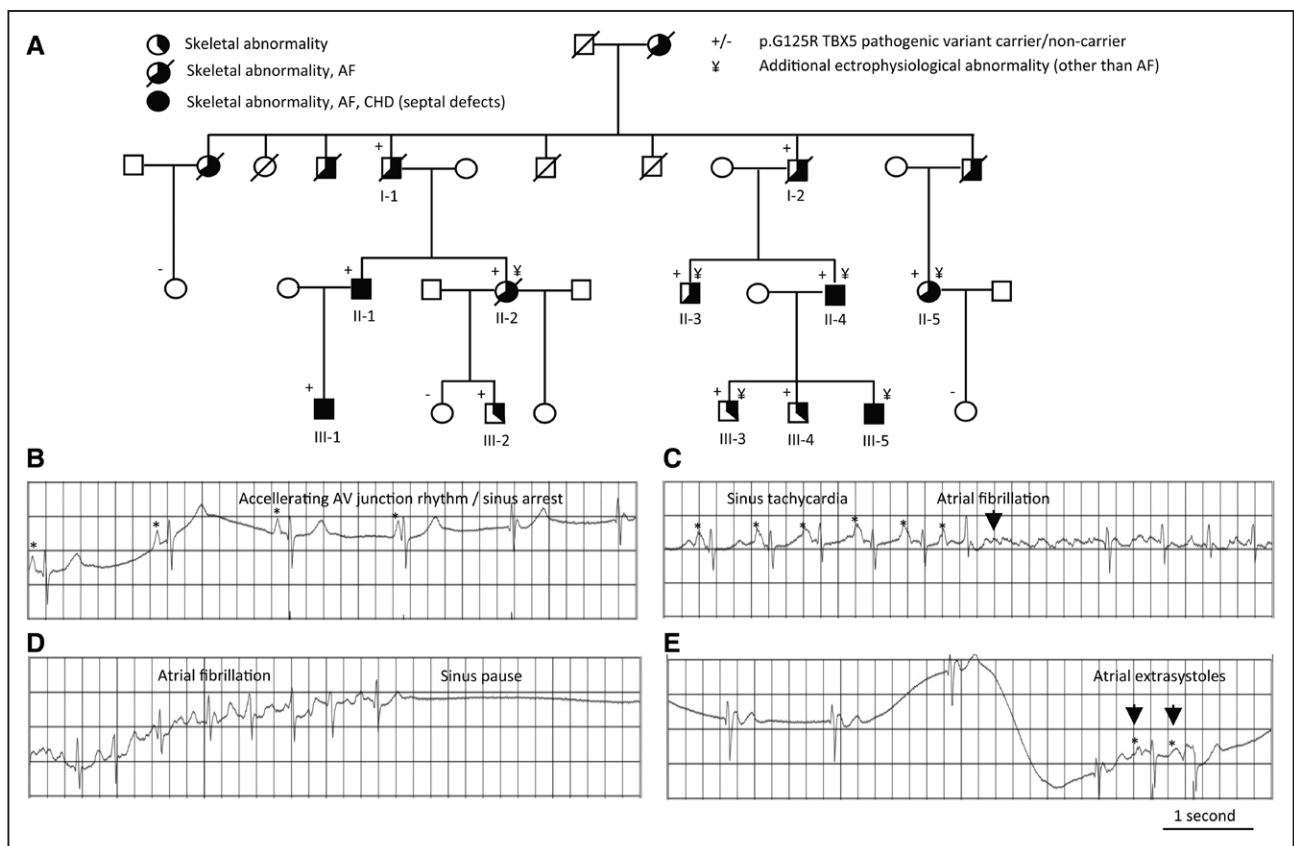 A
Skeletal abnormality
Skeletal abnormality, AF
Skeletal abnormality, AF, CHD (septal defects)
+/- p.G125R TBX5 pathogenic variant carrier/non-carrier
¥ Additional ectrophysiological abnormality (other than AF)
+ +
I-1 I-2
- + + ¥ + ¥ + ¥ + ¥
II-1 II-2 II-3 II-4 II-5
+ - + + ¥ + ¥ -
III-1 III-2 III-3 III-4 III-5
B
Accellerating AV junction rhythm / sinus arrest
* * * *
C
Sinus tachycardia Atrial fibrillation
* * * * * *
D
Atrial fibrillation Sinus pause
E
Atrial extrasystoles
* *
1 second